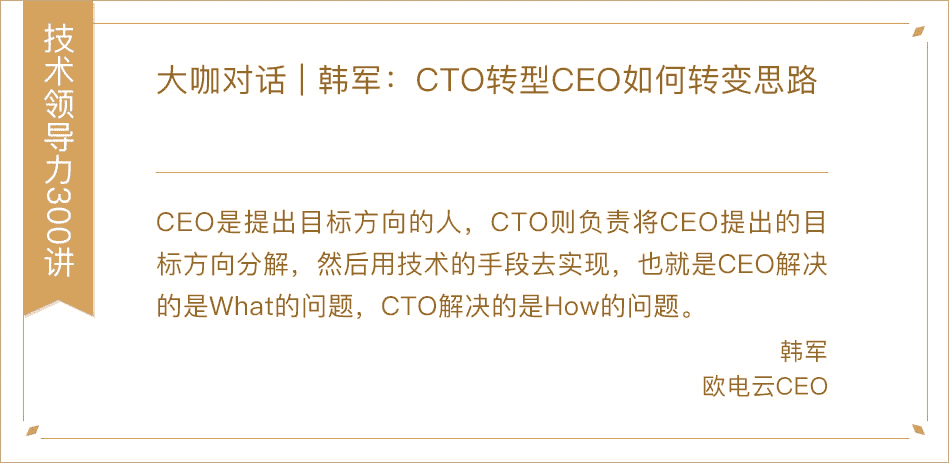 技术领导力300讲
大咖对话 | 韩军：CTO转型CEO如何转变思路
CEO是提出目标方向的人，CTO则负责将CEO提出的目
标方向分解，然后用技术的手段去实现，也就是CEO解决
的是What的问题，CTO解决的是How的问题。
韩军
欧电云CEO